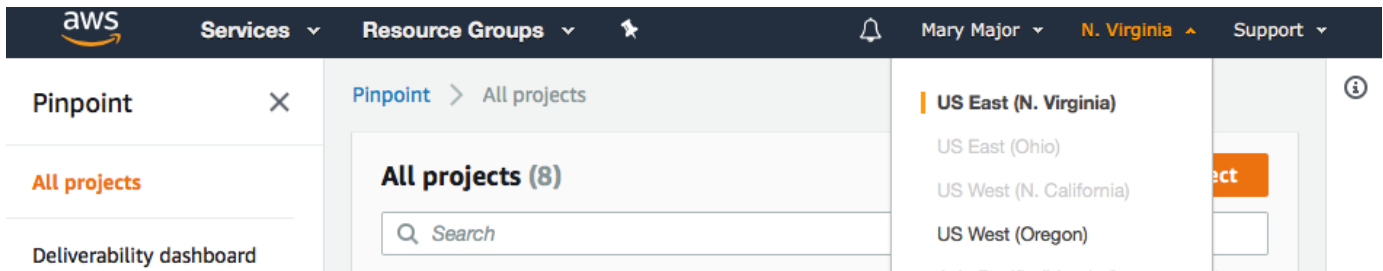 aws Services Resource Groups Mary Major N. Virginia Support
Pinpoint
All projects
Deliverability dashboard
Pinpoint > All projects
All projects (8)
Search
ect
US East (N. Virginia)
US East (Ohio)
US West (N. California)
US West (Oregon)